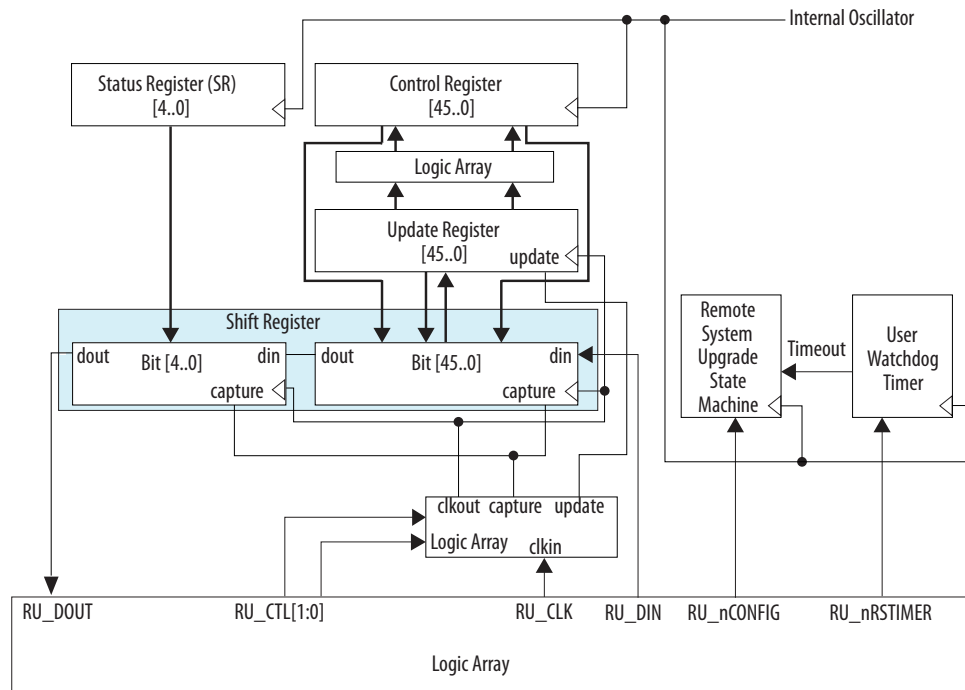 Internal Oscillator
Status Register (SR)
[4..0]
Control Register
[45..0]
Logic Array
Update Register
[45..0]
update
Shift Register
dout
Bit [4..0]
din
capture
dout
Bit [45..0]
din
capture
Remote
System
Upgrade
State
Machine
Timeout
User
Watchdog
Timer
clkout
capture
update
Logic Array
clkin
RU_DOUT
RU_CTL[1:0]
RU_CLK
RU_DIN
RU_nCONFIG
RU_nRSTIMER
Logic Array